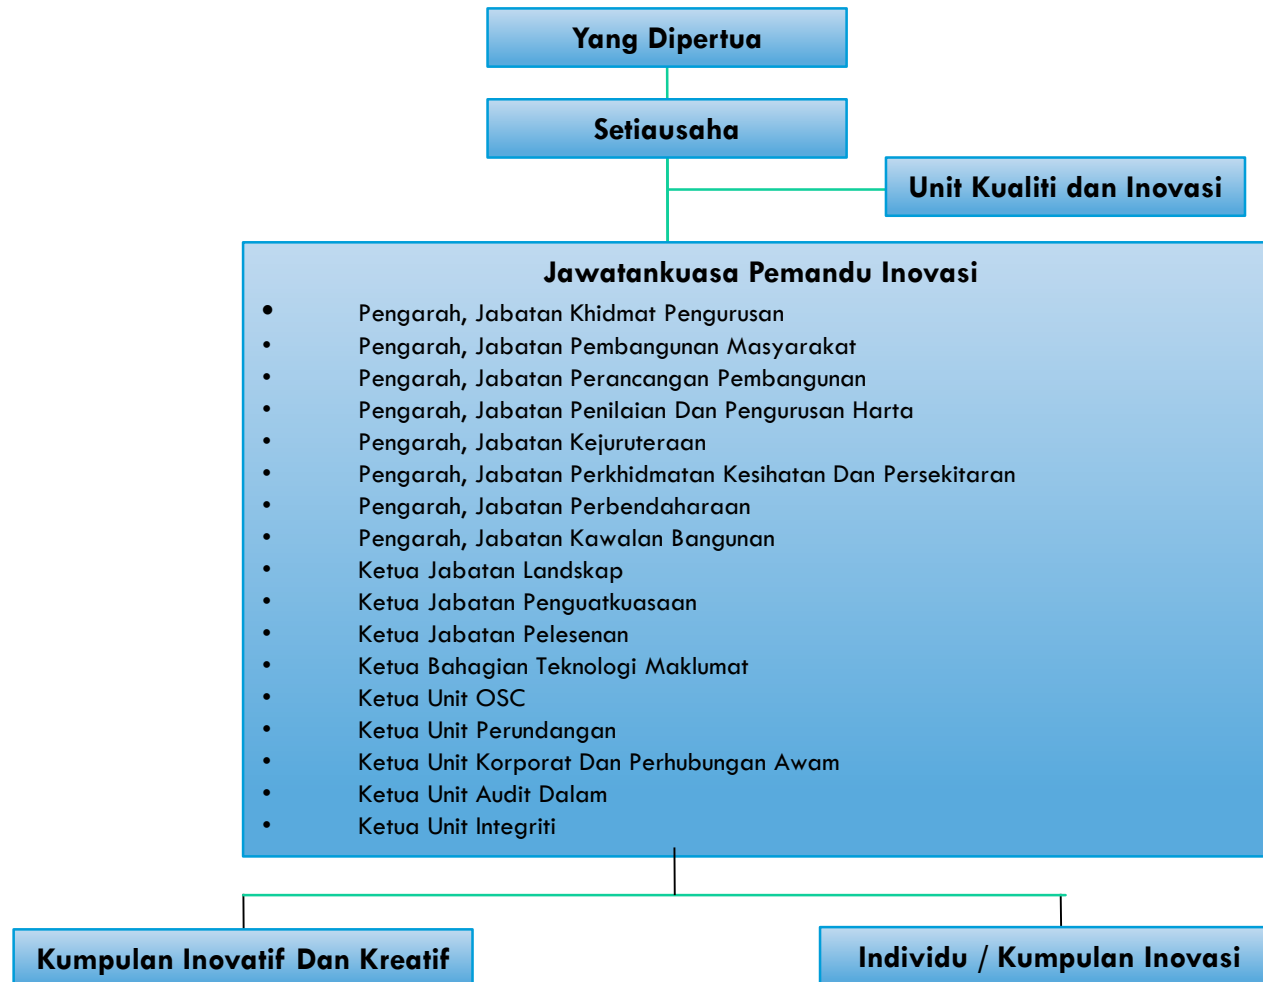 Yang Dipertua
Setiausaha
Unit Kualiti dan Inovasi
Jawatankuasa Pemandu Inovasi
• Pengarah, Jabatan Khidmat Pengurusan
• Pengarah, Jabatan Pembangunan Masyarakat
• Pengarah, Jabatan Perancangan Pembangunan
• Pengarah, Jabatan Penilaian Dan Pengurusan Harta
• Pengarah, Jabatan Kejuruteraan
• Pengarah, Jabatan Perkhidmatan Kesihatan Dan Persekitaran
• Pengarah, Jabatan Perbendaharaan
• Pengarah, Jabatan Kawalan Bangunan
• Ketua Jabatan Landskap
• Ketua Jabatan Penguatkuasaan
• Ketua Jabatan Pelesenan
• Ketua Bahagian Teknologi Maklumat
• Ketua Unit OSC
• Ketua Unit Perundangan
• Ketua Unit Korporat Dan Perhubungan Awam
• Ketua Unit Audit Dalam
• Ketua Unit Integriti
Kumpulan Inovatif Dan Kreatif
Individu / Kumpulan Inovasi